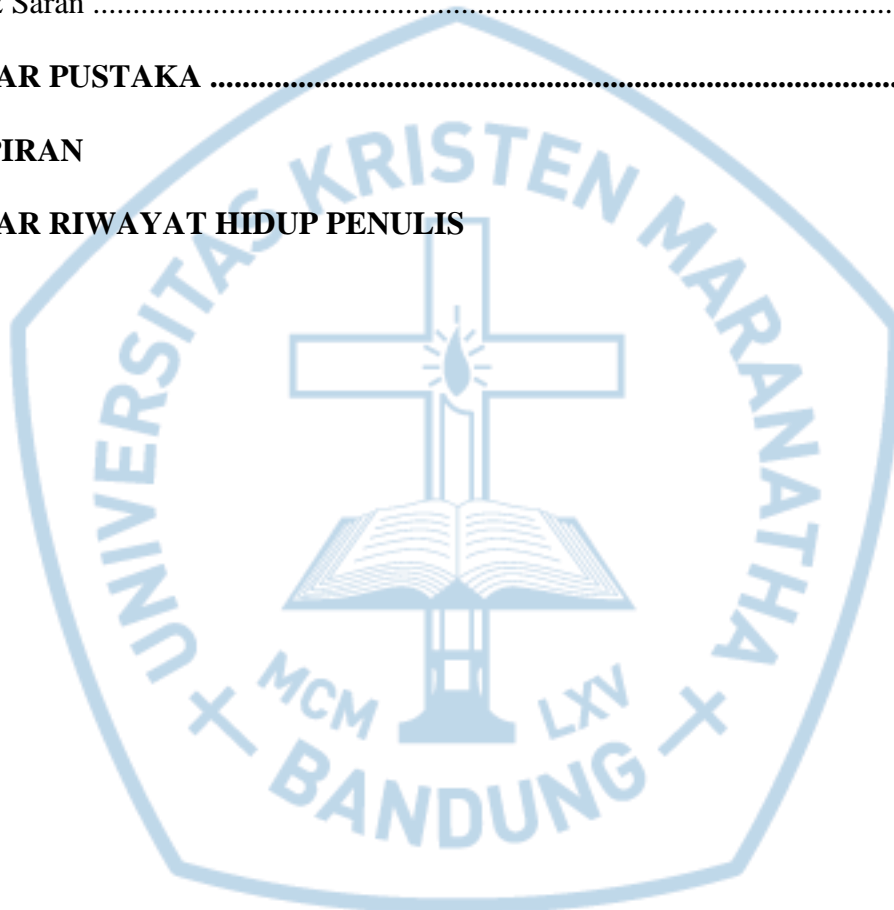 Saran ....................................................................................................
AR PUSTAKA .....................................................................................
PIRAN
AR RIWAYAT HIDUP PENULIS
UNIVERSITAS KRISTEN MARANATHA
MCM LXV
BANDUNG